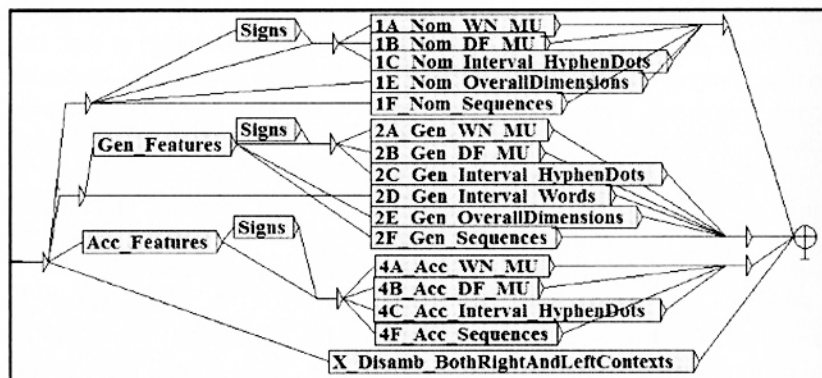 Signs
1A_Nom_WN_MU
1B_Nom_DF_MU
1C_Nom_Interval_HyphenDots
1E_Nom_OverallDimensions
1F_Nom_Sequences
Gen_Features
Signs
2A_Gen_WN_MU
2B_Gen_DF_MU
2C_Gen_Interval_HyphenDots
2D_Gen_Interval_Words
2E_Gen_OverallDimensions
2F_Gen_Sequences
Acc_Features
Signs
4A_Acc_WN_MU
4B_Acc_DF_MU
4C_Acc_Interval_HyphenDots
4F_Acc_Sequences
X_Disamb_BothRightAndLeftContexts